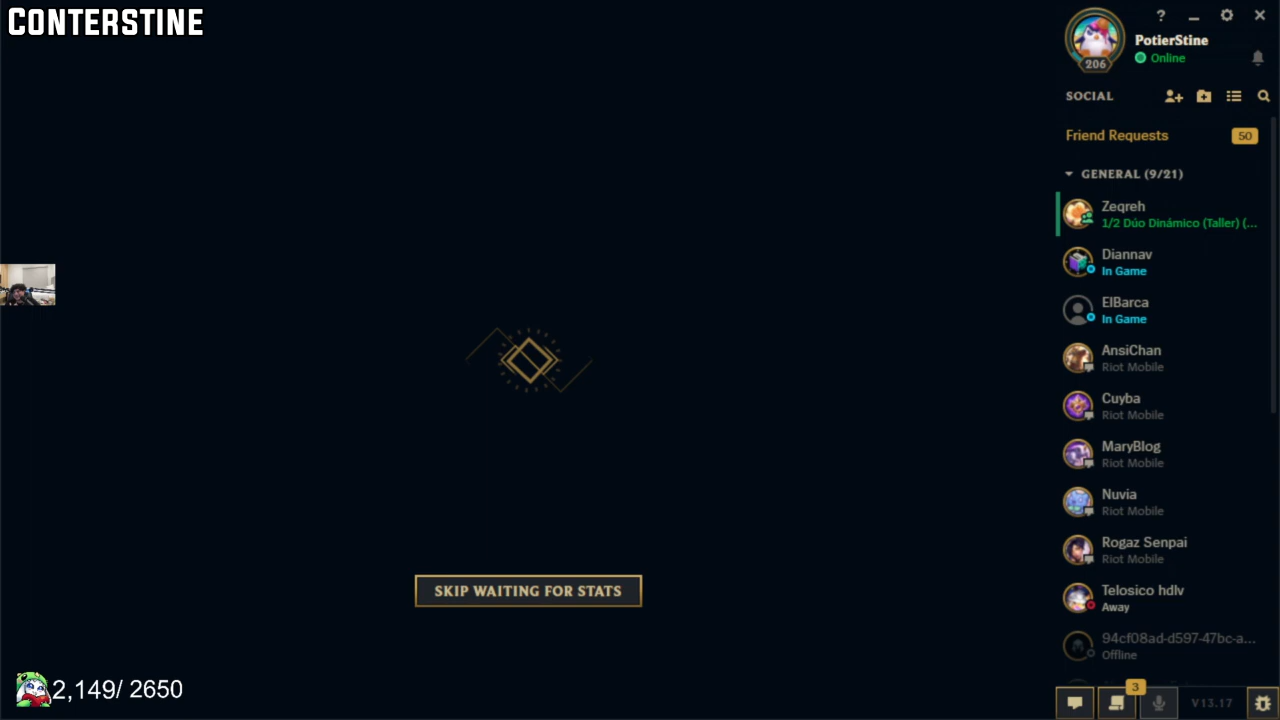 CONTERSTINE
?
PotierStine
206
Online
SOCIAL
Friend Requests
50
GENERAL (9/21)
Zeqreh
1/2 Dúo Dinámico (Taller) (...
Diannav
In Game
ElBarca
In Game
AnsiChan
Riot Mobile
Cuyba
Riot Mobile
MaryBlog
Riot Mobile
Nuvia
Riot Mobile
Rogaz Senpai
Riot Mobile
Telosico hdlv
Away
94cf08ad-d597-47bc-a...
Offline
SKIP WAITING FOR STATS
2,149/ 2650
3
V13.17